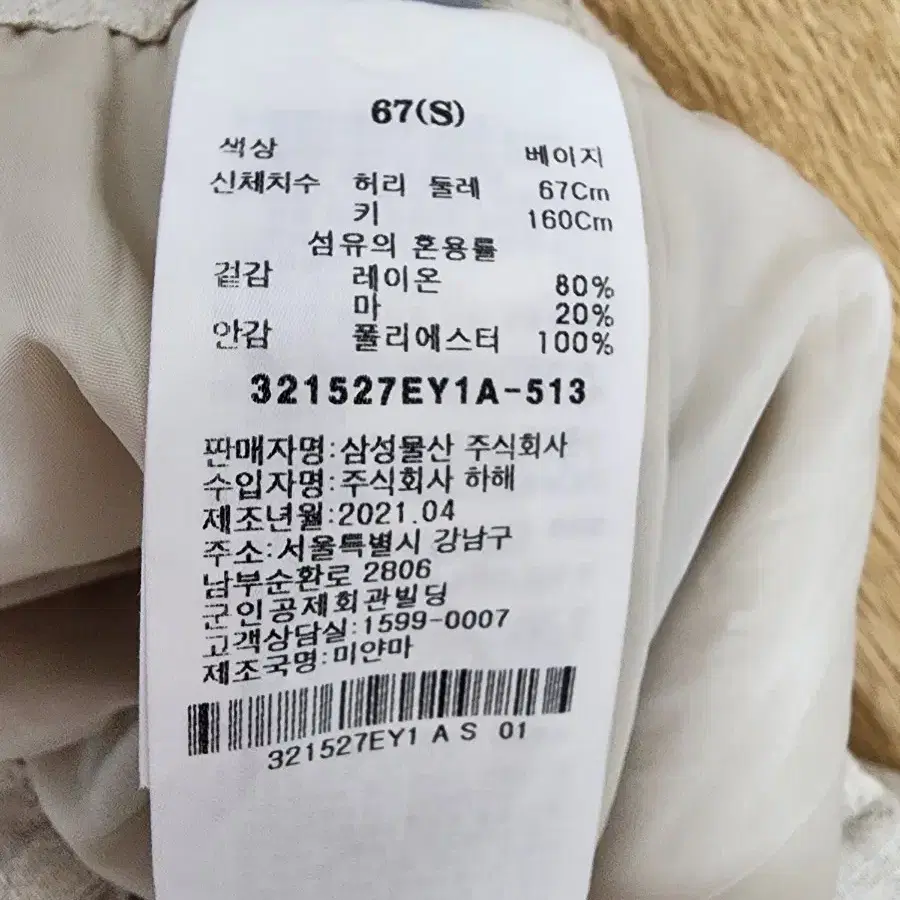 67(S)
색상 베이지
신체치수 허리 둘레 67Cm
키 160Cm
섬유의 혼용률
겉감 레이온 80%
마 20%
안감 폴리에스터 100%
321527EY1A-513
판매자명:삼성물산 주식회사
수입자명:주식회사 하해
제조년월:2021.04
주소:서울특별시 강남구
남부순환로 2806
군인공제회관빌딩
고객상담실:1599-0007
제조국명:미얀마
321527EY1 A S 01